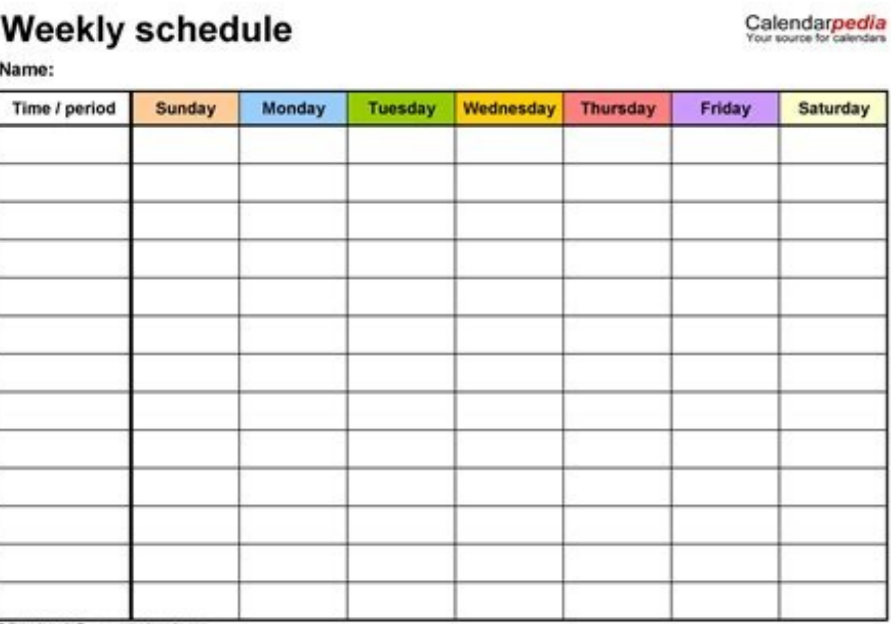 Weekly schedule
Calendarpedia
Your source for calendars
Name:
Time / period Sunday Monday Tuesday Wednesday Thursday Friday Saturday